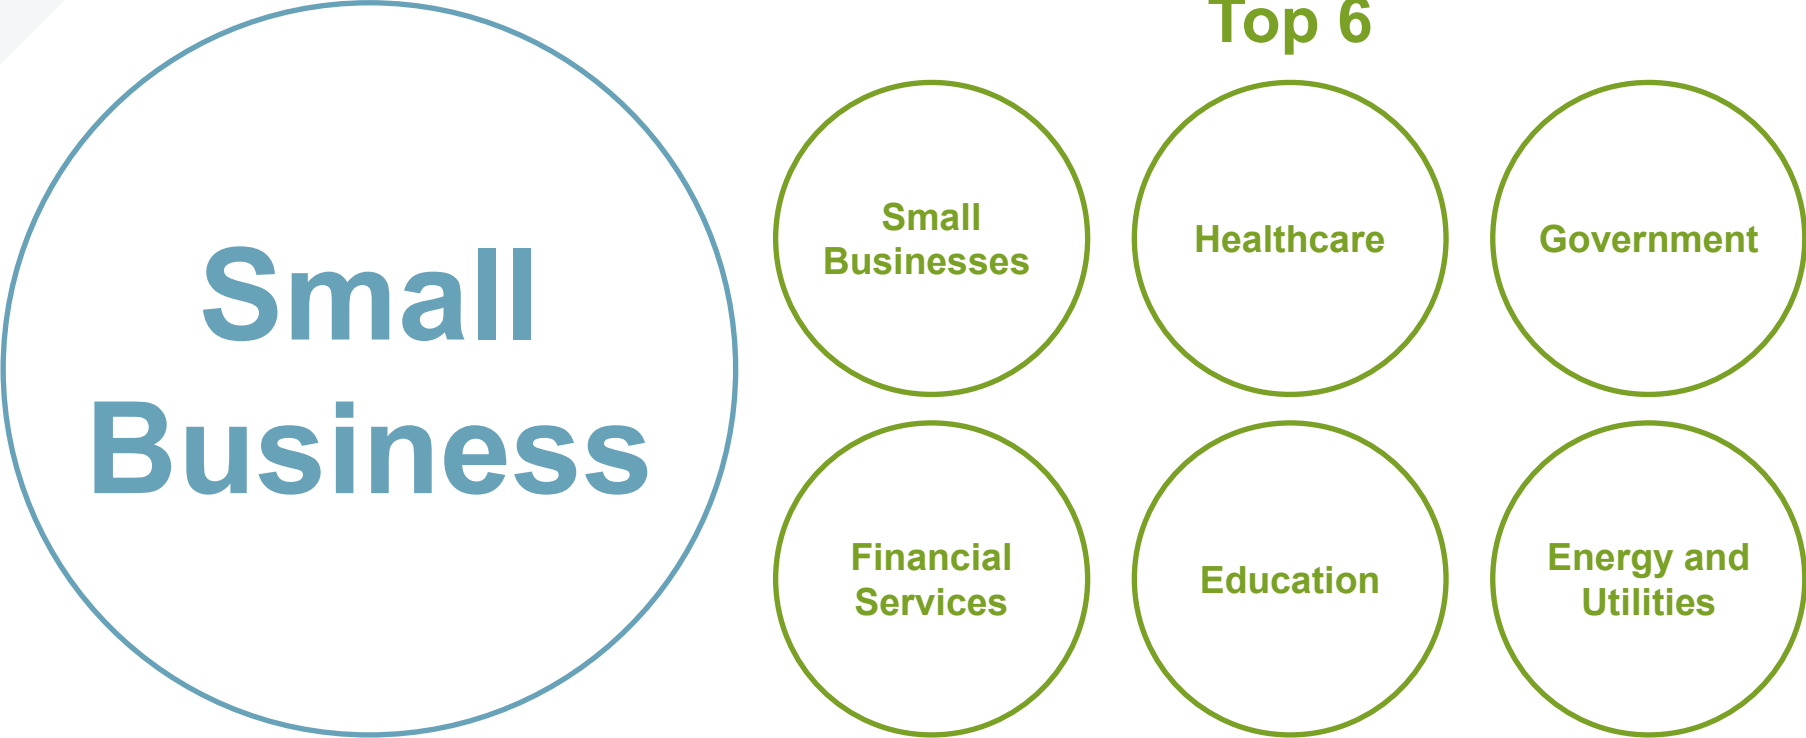 Small
Business
Top 6
Small
Businesses
Healthcare
Government
Financial
Services
Education
Energy and
Utilities